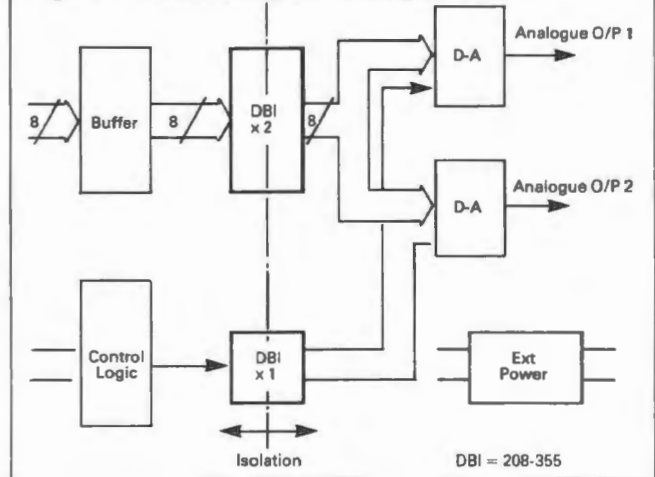 Analogue O/P 1
D-A
8
Buffer
8
DBI
x 2
8
Analogue O/P 2
D-A
Control
Logic
DBI
x 1
Ext
Power
Isolation
DBI = 208-355